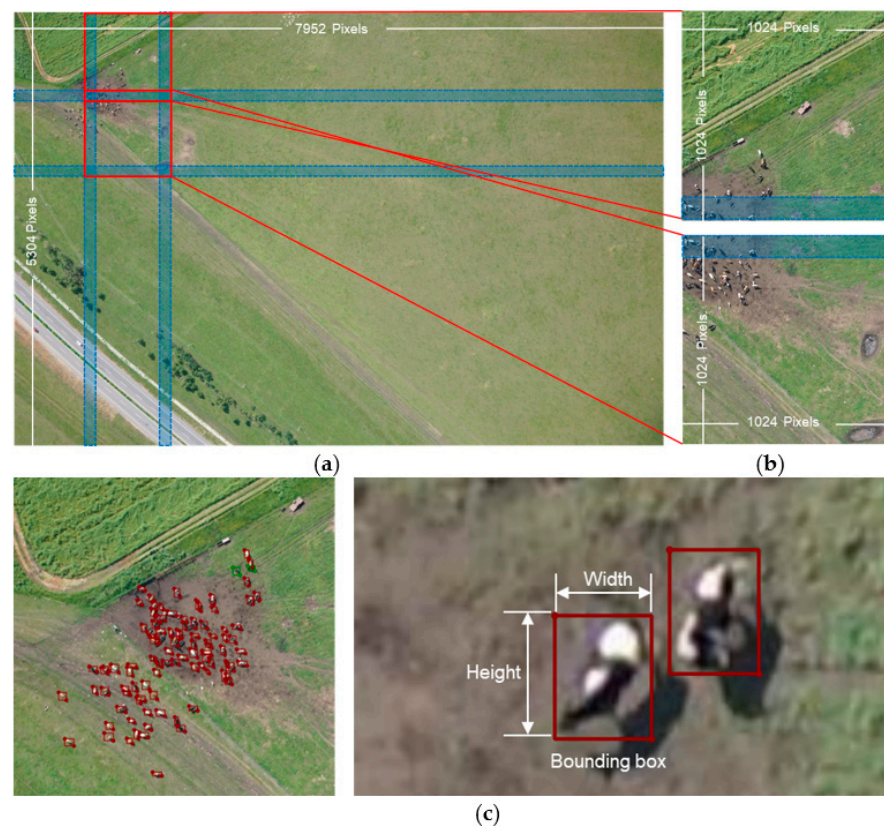 7952 Pixels
5304 Pixels
1024 Pixels
1024 Pixels
1024 Pixels
1024 Pixels
(a)
(b)
Width
Height
Bounding box
(c)